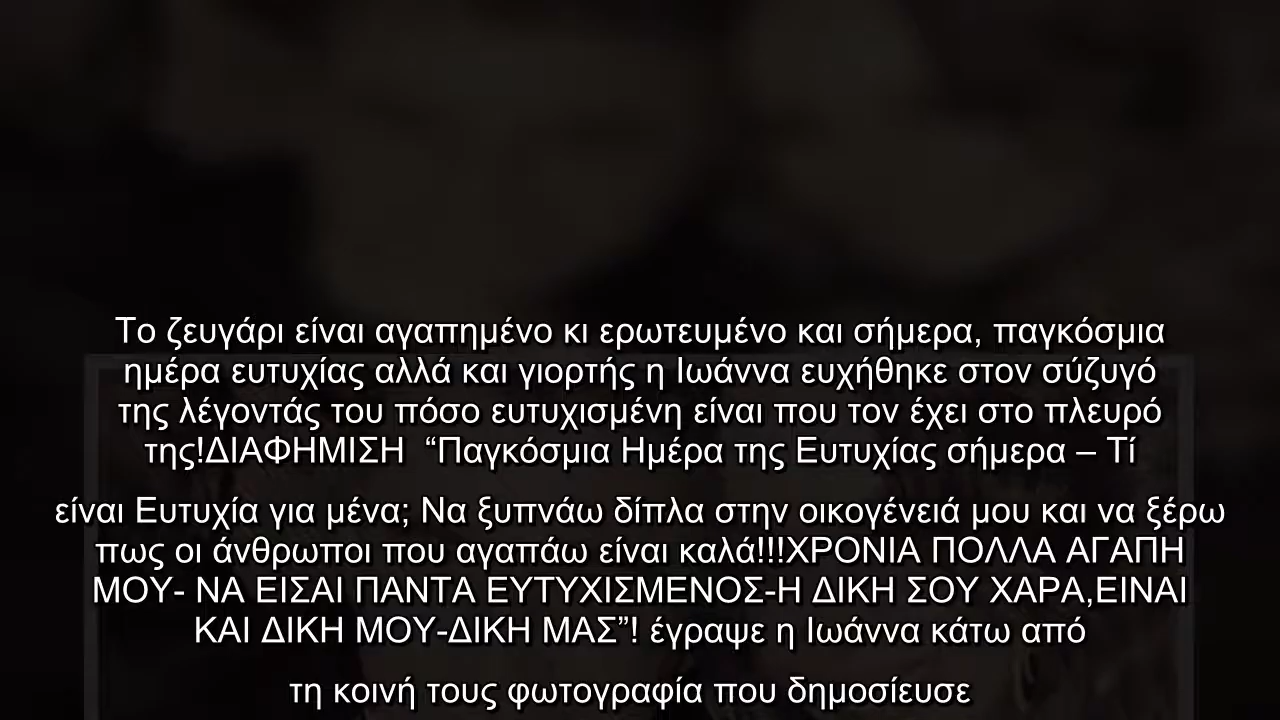 Το ζευγάρι είναι αγαπημένο κι ερωτευμένο και σήμερα, παγκόσμια
ημέρα ευτυχίας αλλά και γιορτής η Ιωάννα ευχήθηκε στον σύζυγό
της λέγοντάς του πόσο ευτυχισμένη είναι που τον έχει στο πλευρό
της!ΔΙΑΦΗΜΙΣΗ “Παγκόσμια Ημέρα της Ευτυχίας σήμερα – Τί
είναι Ευτυχία για μένα; Να ξυπνάω δίπλα στην οικογένειά μου και να ξέρω
πως οι άνθρωποι που αγαπάω είναι καλά!!!ΧΡΟΝΙΑ ΠΟΛΛΑ ΑΓΑΠΗ
ΜΟΥ- ΝΑ ΕΙΣΑΙ ΠΑΝΤΑ ΕΥΤΥΧΙΣΜΕΝΟΣ-Η ΔΙΚΗ ΣΟΥ ΧΑΡΑ,ΕΙΝΑΙ
ΚΑΙ ΔΙΚΗ ΜΟΥ-ΔΙΚΗ ΜΑΣ”! έγραψε η Ιωάννα κάτω από
τη κοινή τους φωτογραφία που δημοσίευσε